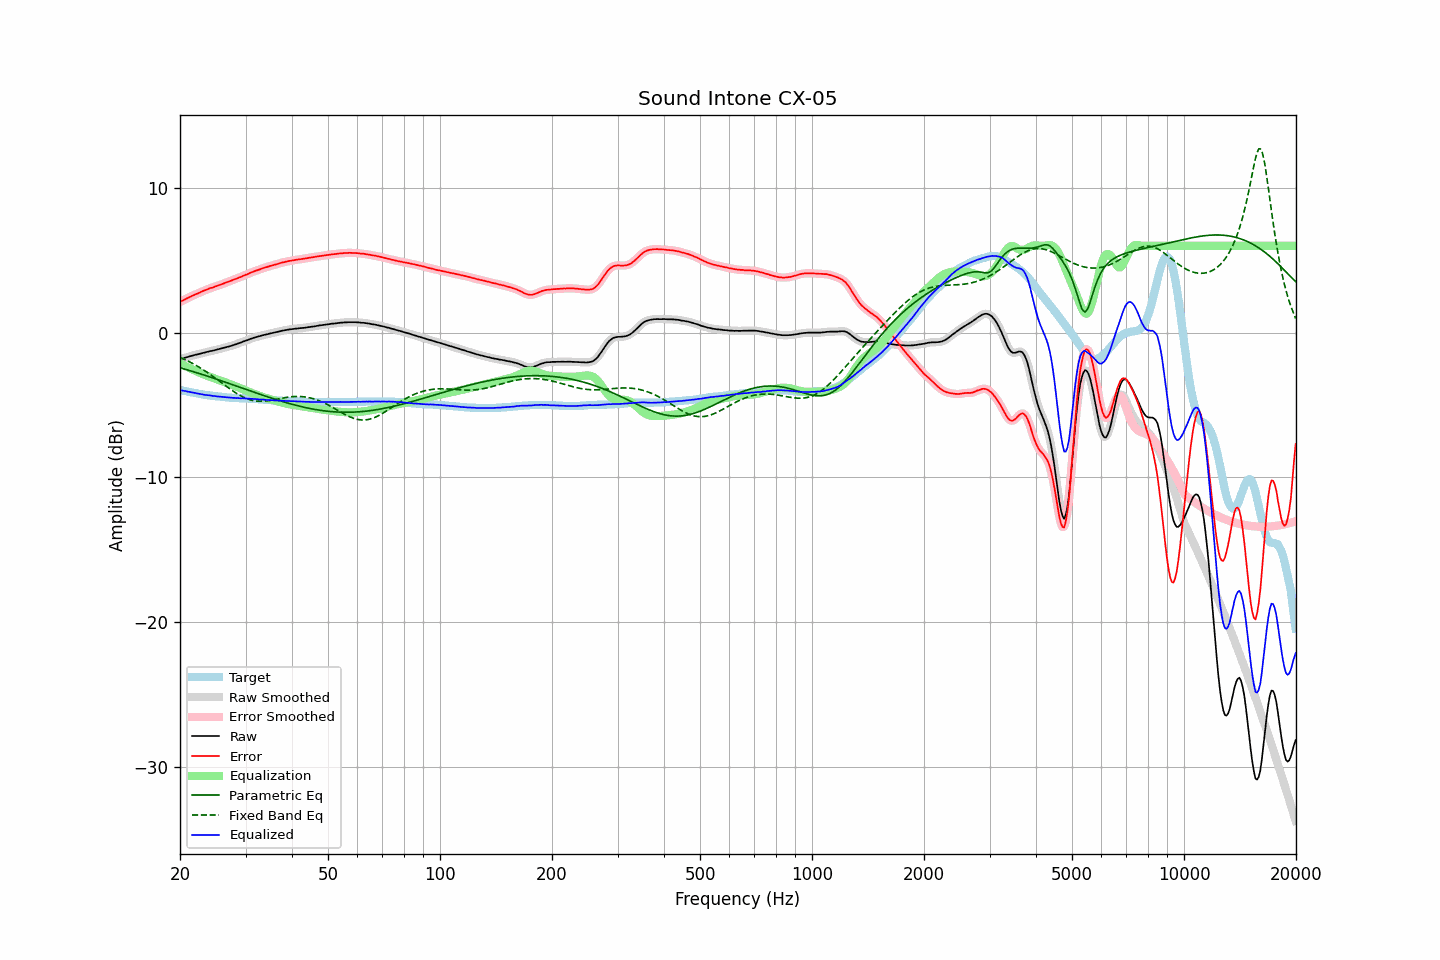 Sound Intone CX-05
Amplitude (dBr)
10
0
−10
−20
−30
Target
Raw Smoothed
Error Smoothed
Raw
Error
Equalization
Parametric Eq
Fixed Band Eq
Equalized
20 50 100 200 500 1000 2000 5000 10000 20000
Frequency (Hz)